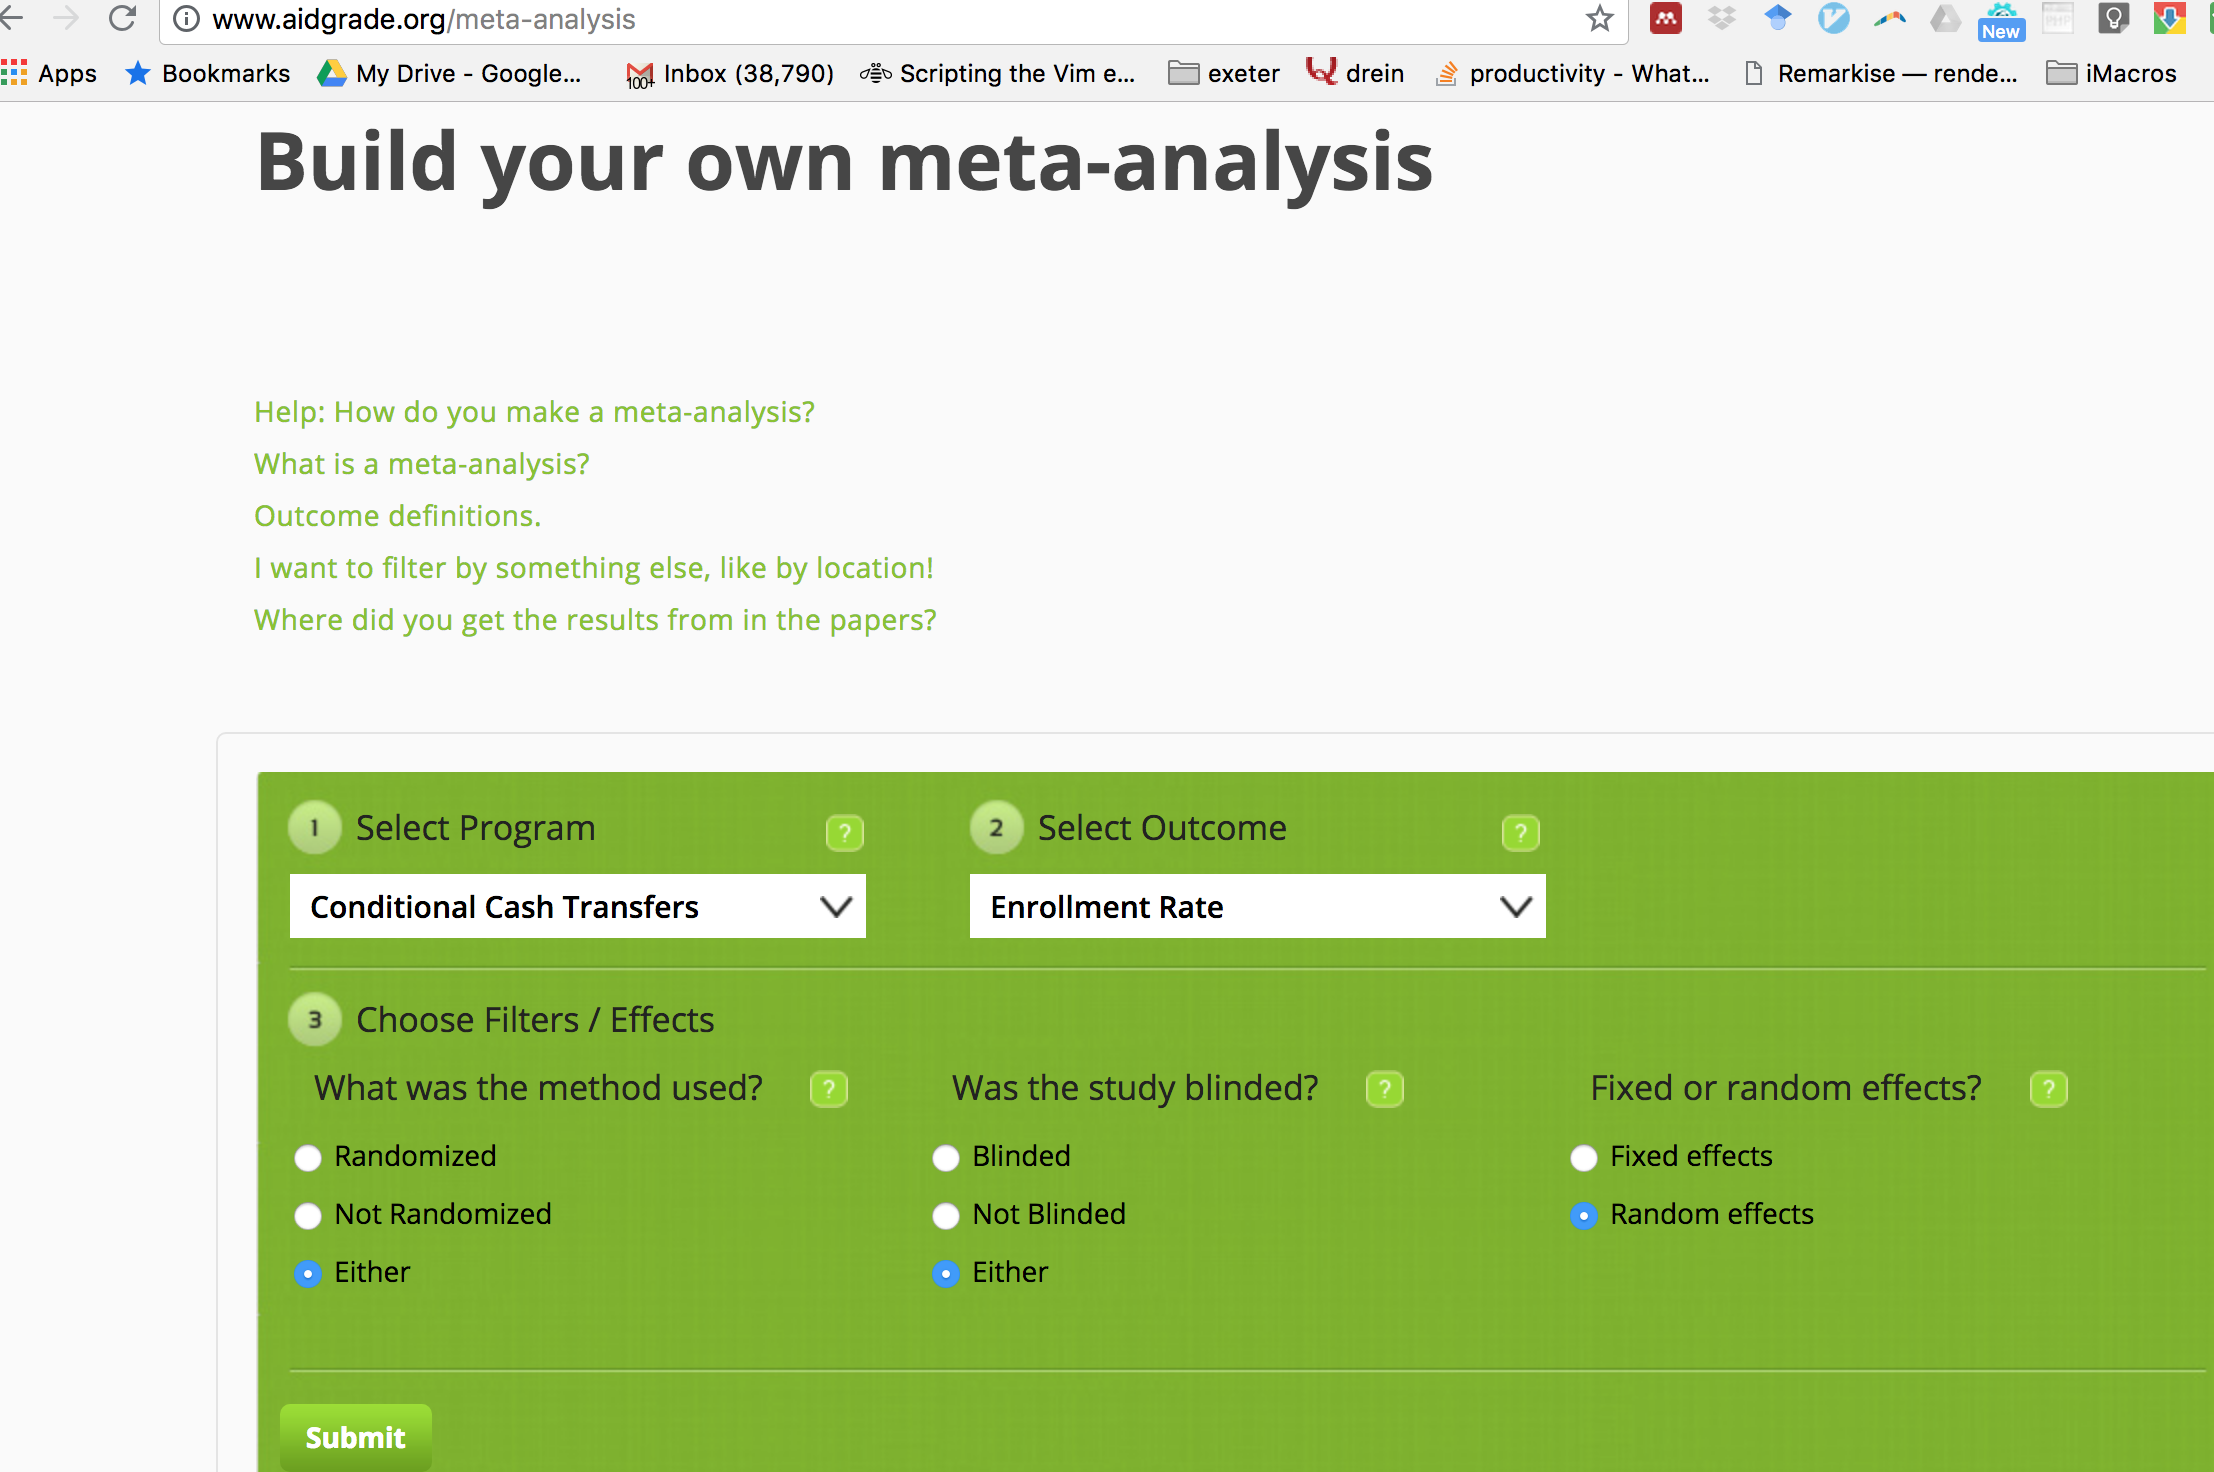 www.aidgrade.org/meta-analysis
New
Apps Bookmarks My Drive - Google... 100+ Inbox (38,790) Scripting the Vim e... exeter drein productivity - What... Remarkise — rende... iMacros
Build your own meta-analysis
Help: How do you make a meta-analysis?
What is a meta-analysis?
Outcome definitions.
I want to filter by something else, like by location!
Where did you get the results from in the papers?
1 Select Program ? 2 Select Outcome ?
Conditional Cash Transfers Enrollment Rate
3 Choose Filters / Effects
What was the method used? ? Was the study blinded? ? Fixed or random effects? ?
Randomized Blinded Fixed effects
Not Randomized Not Blinded Random effects
Either Either
Submit